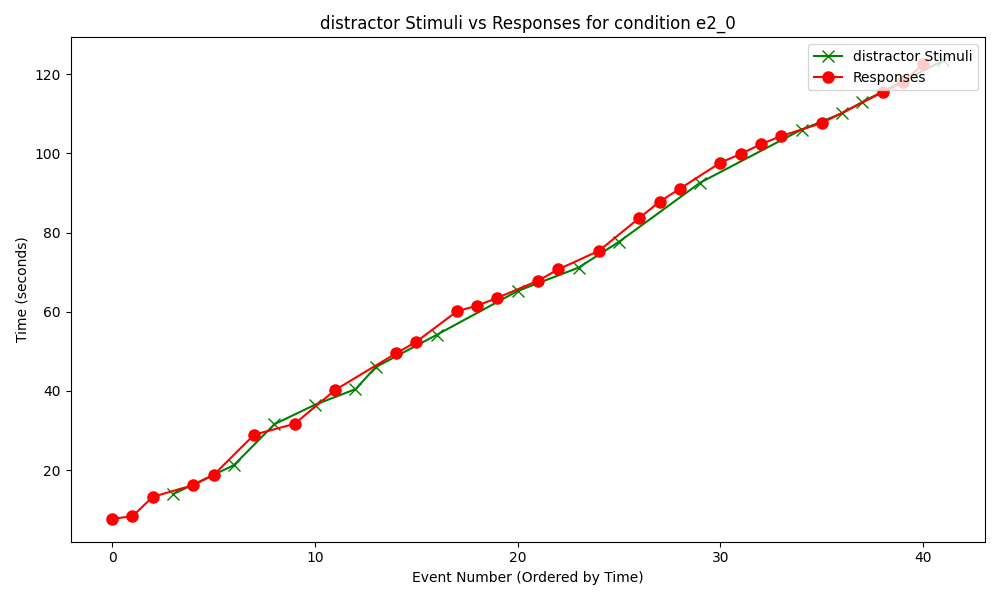 distractor Stimuli vs Responses for condition e2_0
distractor Stimuli
Responses
Time (seconds)
120
100
80
60
40
20
0
10
20
30
40
Event Number (Ordered by Time)